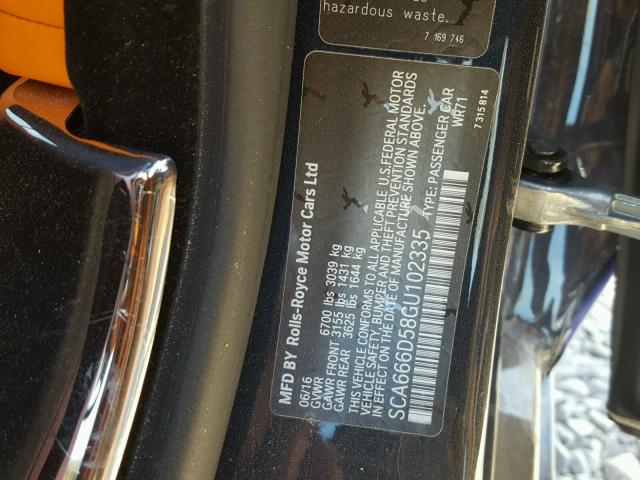 hazardous waste.
7 169 746
MFD BY Rolls-Royce Motor Cars Ltd
06/16
GVWR 6700 lbs 3039 kg
GAWR FRONT 3155 lbs 1431 kg
GAWR REAR 3625 lbs 1644 kg
THIS VEHICLE CONFORMS TO ALL APPLICABLE U.S. FEDERAL MOTOR
VEHICLE SAFETY, BUMPER AND THEFT PREVENTION STANDARDS
IN EFFECT ON THE DATE OF MANUFACTURE SHOWN ABOVE.
SCA666D58GU102335 TYPE: PASSENGER CAR
WR71
7 315 814